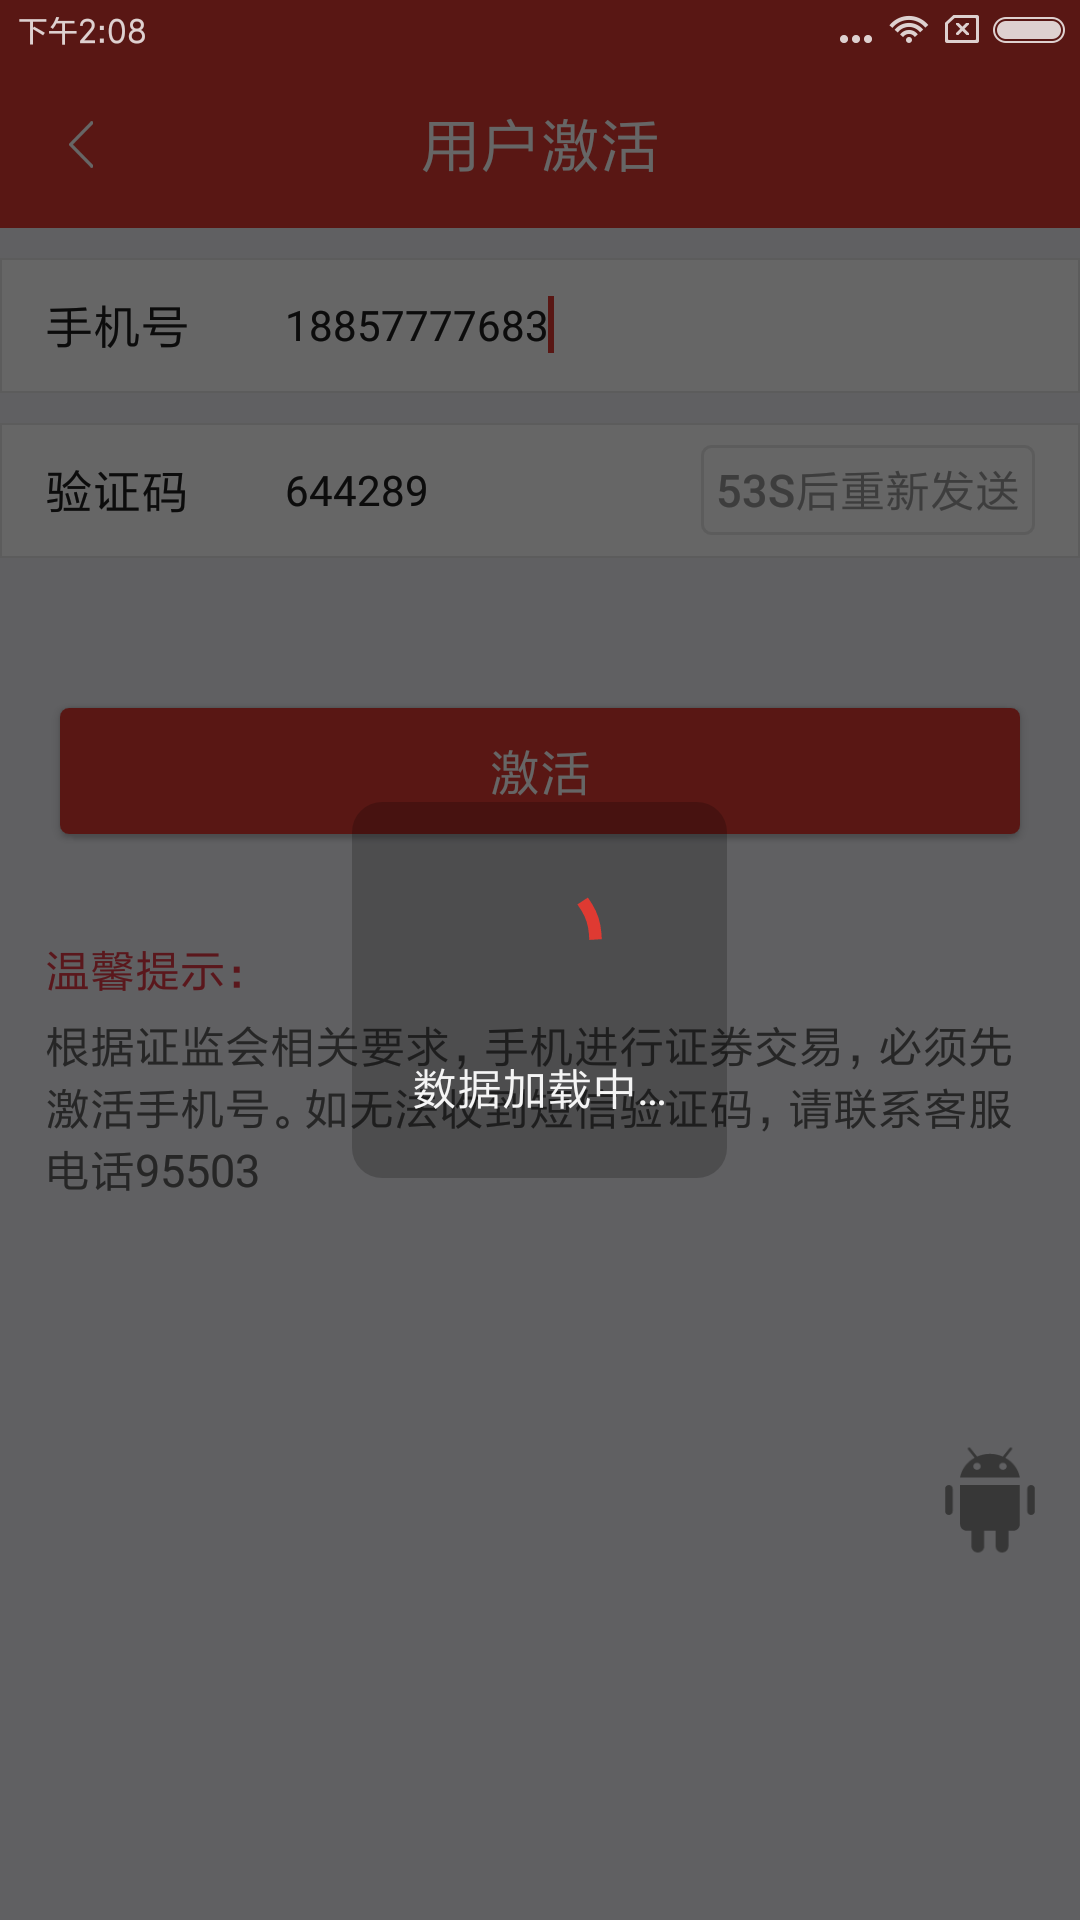 下午2:08
用户激活
手机号 18857777683
验证码 644289 53S后重新发送
激活
温馨提示：
根据证监会相关要求，手机进行证券交易，必须先
激活手机号。如无法收到短信验证码，请联系客服
电话95503
数据加载中...